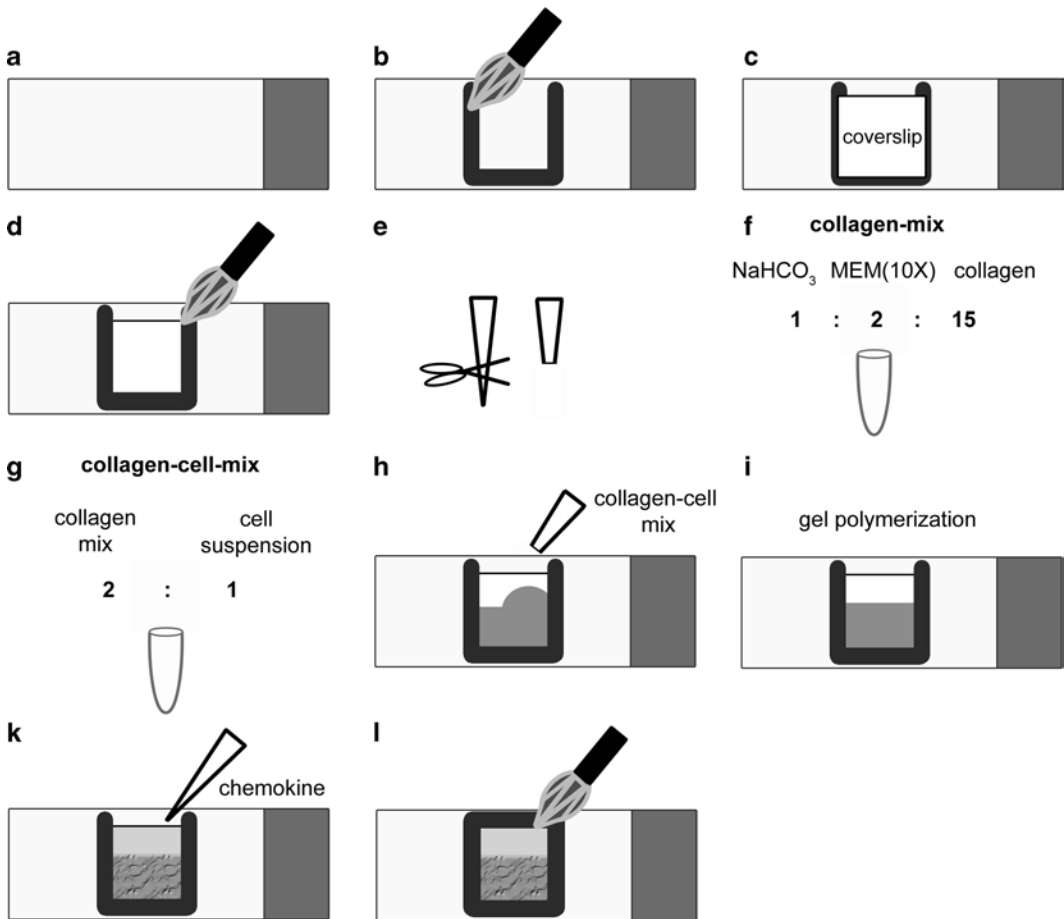 a
b
c
coverslip
d
e
f
collagen-mix
NaHCO₃ MEM(10X) collagen
1 : 2 : 15
g
collagen-cell-mix
collagen
mix
cell
suspension
2 : 1
h
collagen-cell
mix
i
gel polymerization
k
chemokine
l